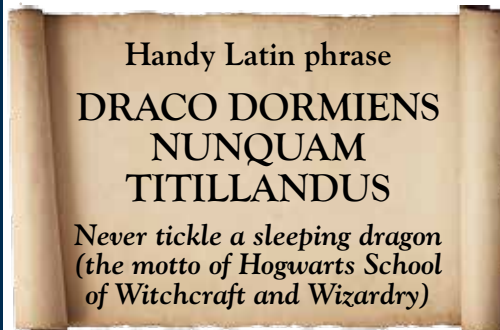 Handy Latin phrase
DRACO DORMIENS
NUNQUAM
TITILLANDUS
Never tickle a sleeping dragon
(the motto of Hogwarts School
of Witchcraft and Wizardry)